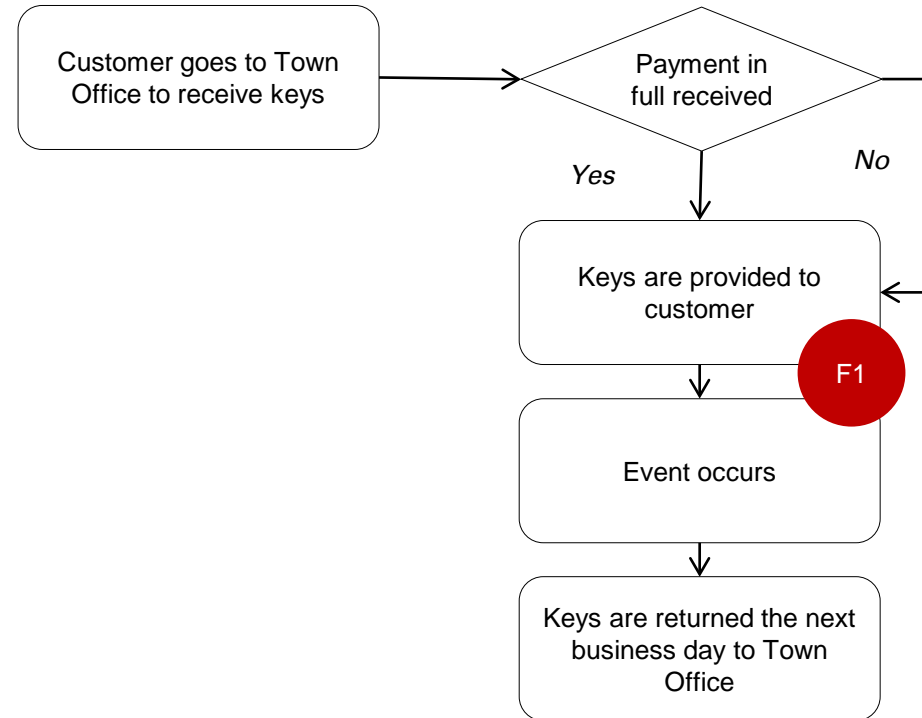 Customer goes to Town
Office to receive keys
Payment in
full received
Yes
No
Keys are provided to
customer
F1
Event occurs
Keys are returned the next
business day to Town
Office